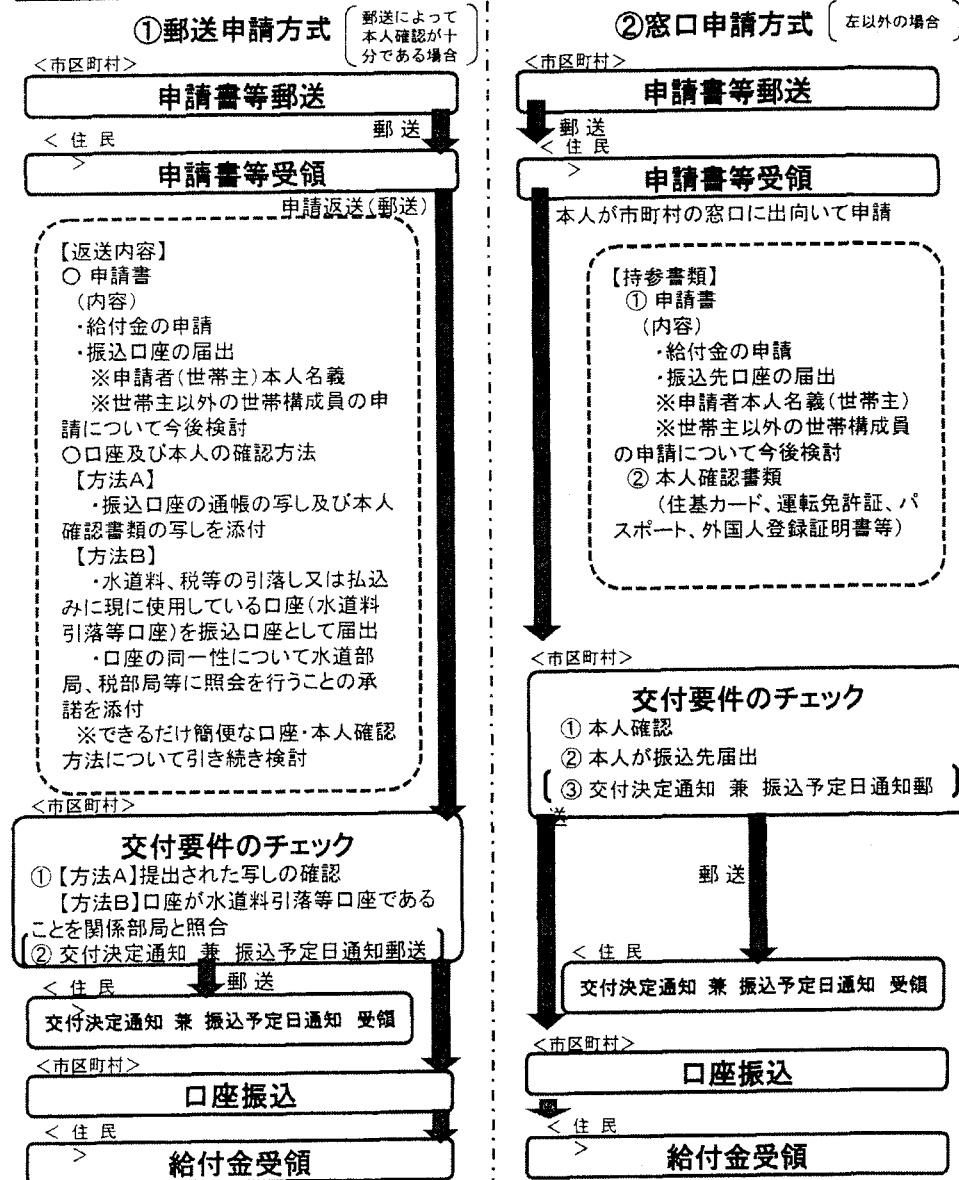 ①郵送申請方式
郵送によって
本人確認が十
分である場合
<市区町村>
申請書等郵送
郵 送
< 住 民
>
申請書等受領
申請返送(郵送)
【返送内容】
○ 申請書
(内容)
・給付金の申請
・振込口座の届出
※申請者(世帯主)本人名義
※世帯主以外の世帯構成員の申
請について今後検討
○口座及び本人の確認方法
【方法A】
・振込口座の通帳の写し及び本人
確認書類の写しを添付
【方法B】
・水道料、税等の引落し又は払込
みに現に使用している口座(水道料
引落等口座)を振込口座として届出
・口座の同一性について水道部
局、税部局等に照会を行うことの承
諾を添付
※できるだけ簡便な口座・本人確認
方法について引き続き検討
<市区町村>
交付要件のチェック
①【方法A】提出された写しの確認
【方法B】口座が水道料引落等口座である
ことを関係部局と照合
② 交付決定通知 兼 振込予定日通知郵送
郵 送
< 住 民
>
交付決定通知 兼 振込予定日通知 受領
<市区町村>
口座振込
< 住 民
>
給付金受領
②窓口申請方式
左以外の場合
<市区町村>
申請書等郵送
郵 送
< 住 民
>
申請書等受領
本人が市町村の窓口に出向いて申請
【持参書類】
① 申請書
(内容)
・給付金の申請
・振込先口座の届出
※申請者本人名義(世帯主)
※世帯主以外の世帯構成員
の申請について今後検討
② 本人確認書類
(住基カード、運転免許証、パ
スポート、外国人登録証明書等)
<市区町村>
交付要件のチェック
① 本人確認
② 本人が振込先届出
③ 交付決定通知 兼 振込予定日通知郵
送
郵 送
< 住 民
>
交付決定通知 兼 振込予定日通知 受領
<市区町村>
口座振込
< 住 民
>
給付金受領